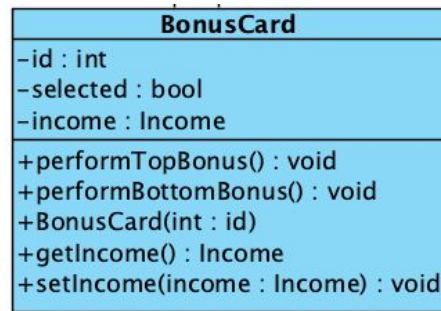 BonusCard
-id : int
-selected : bool
-income : Income
+performTopBonus() : void
+performBottomBonus() : void
+BonusCard(int : id)
+getIncome() : Income
+setIncome(income : Income) : void